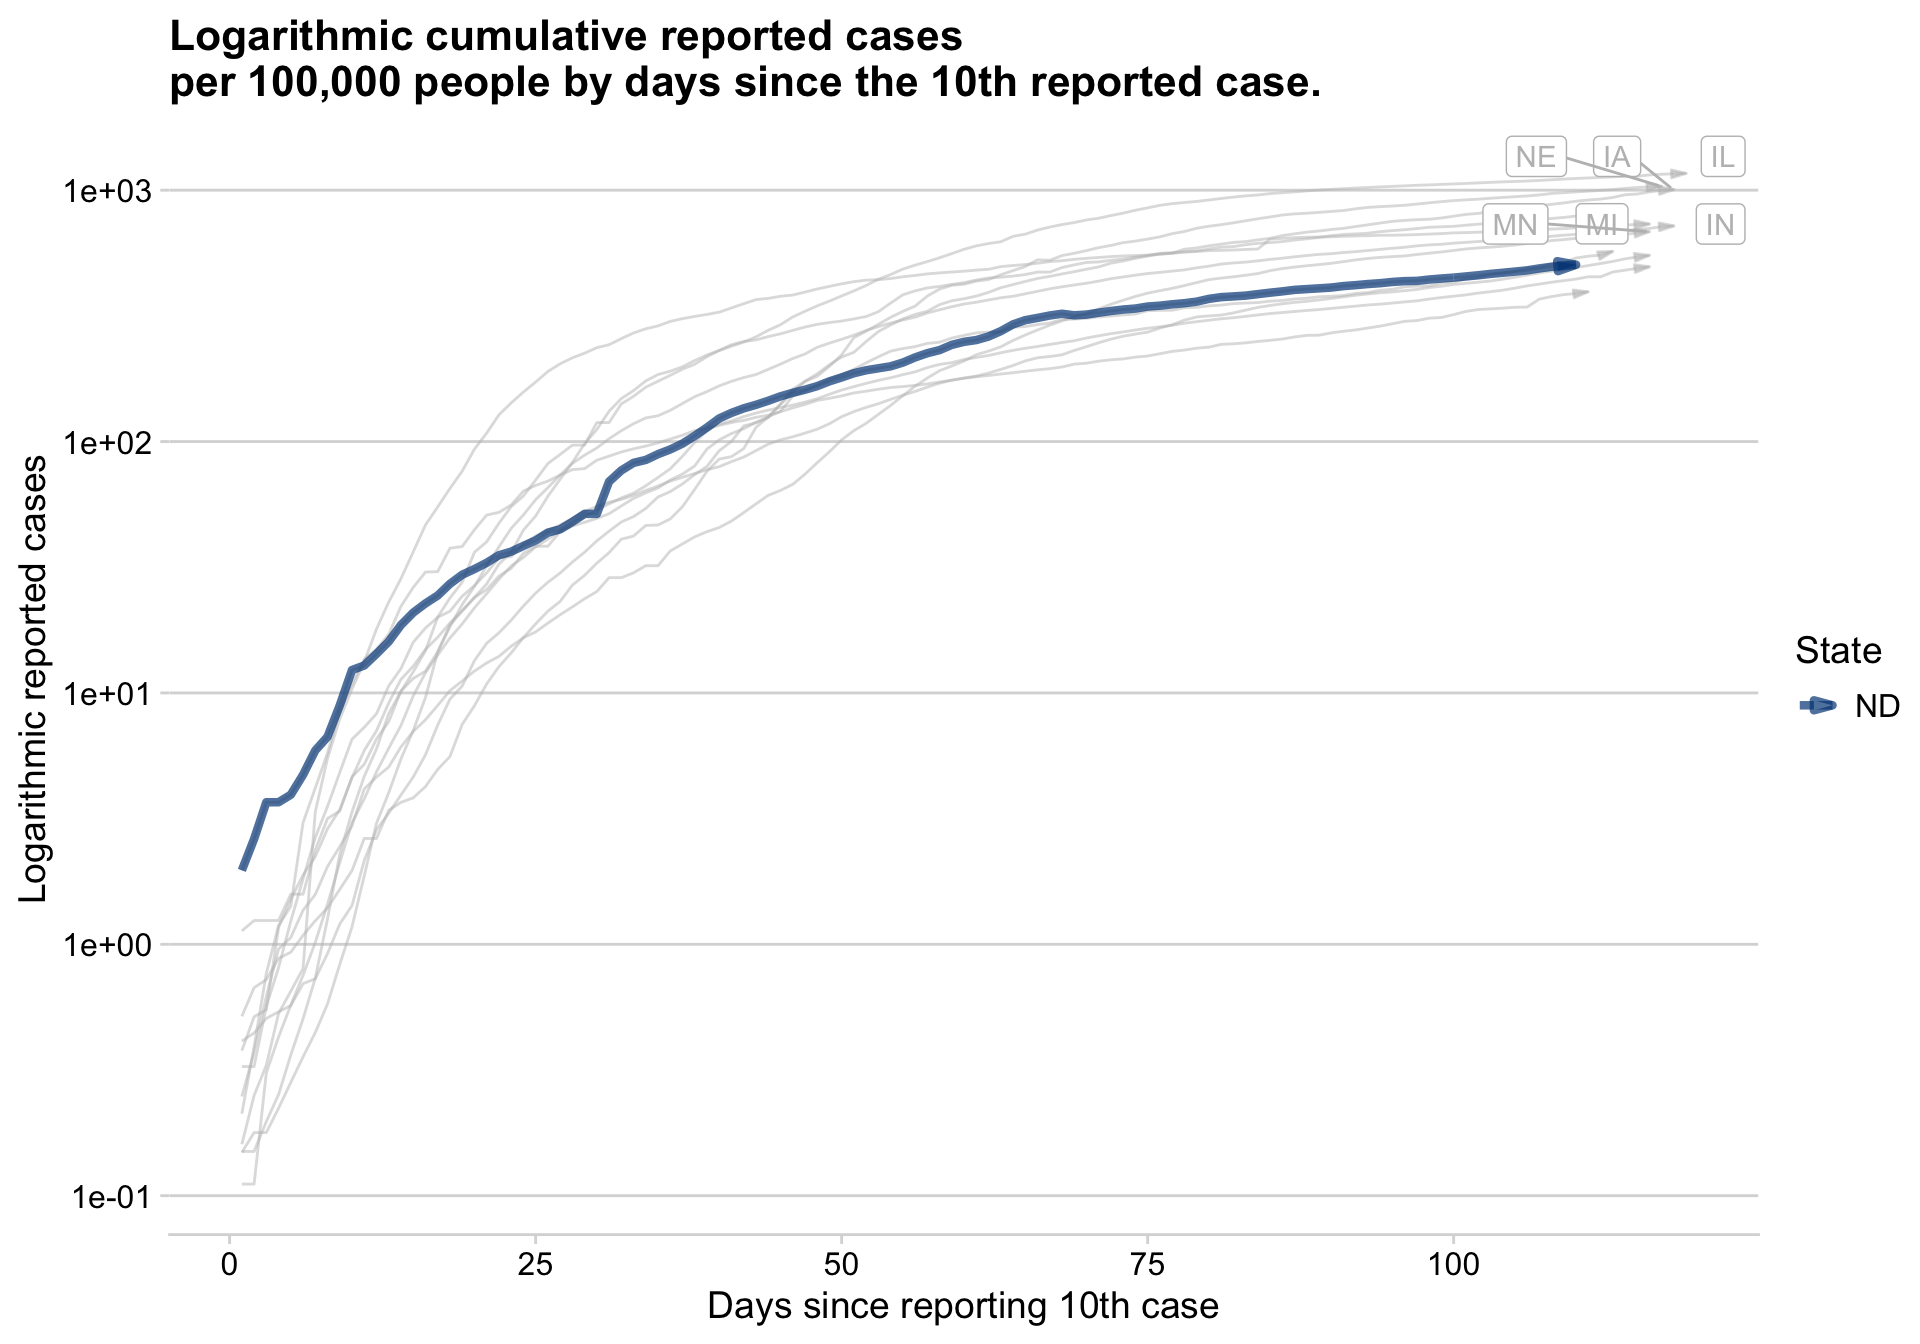 Logarithmic cumulative reported cases
per 100,000 people by days since the 10th reported case.
NE IA IL
1e+03
MN MI IN
1e+02
Logarithmic reported cases
State
1e+01
ND
1e+00
1e-01
0 25 50 75 100
Days since reporting 10th case